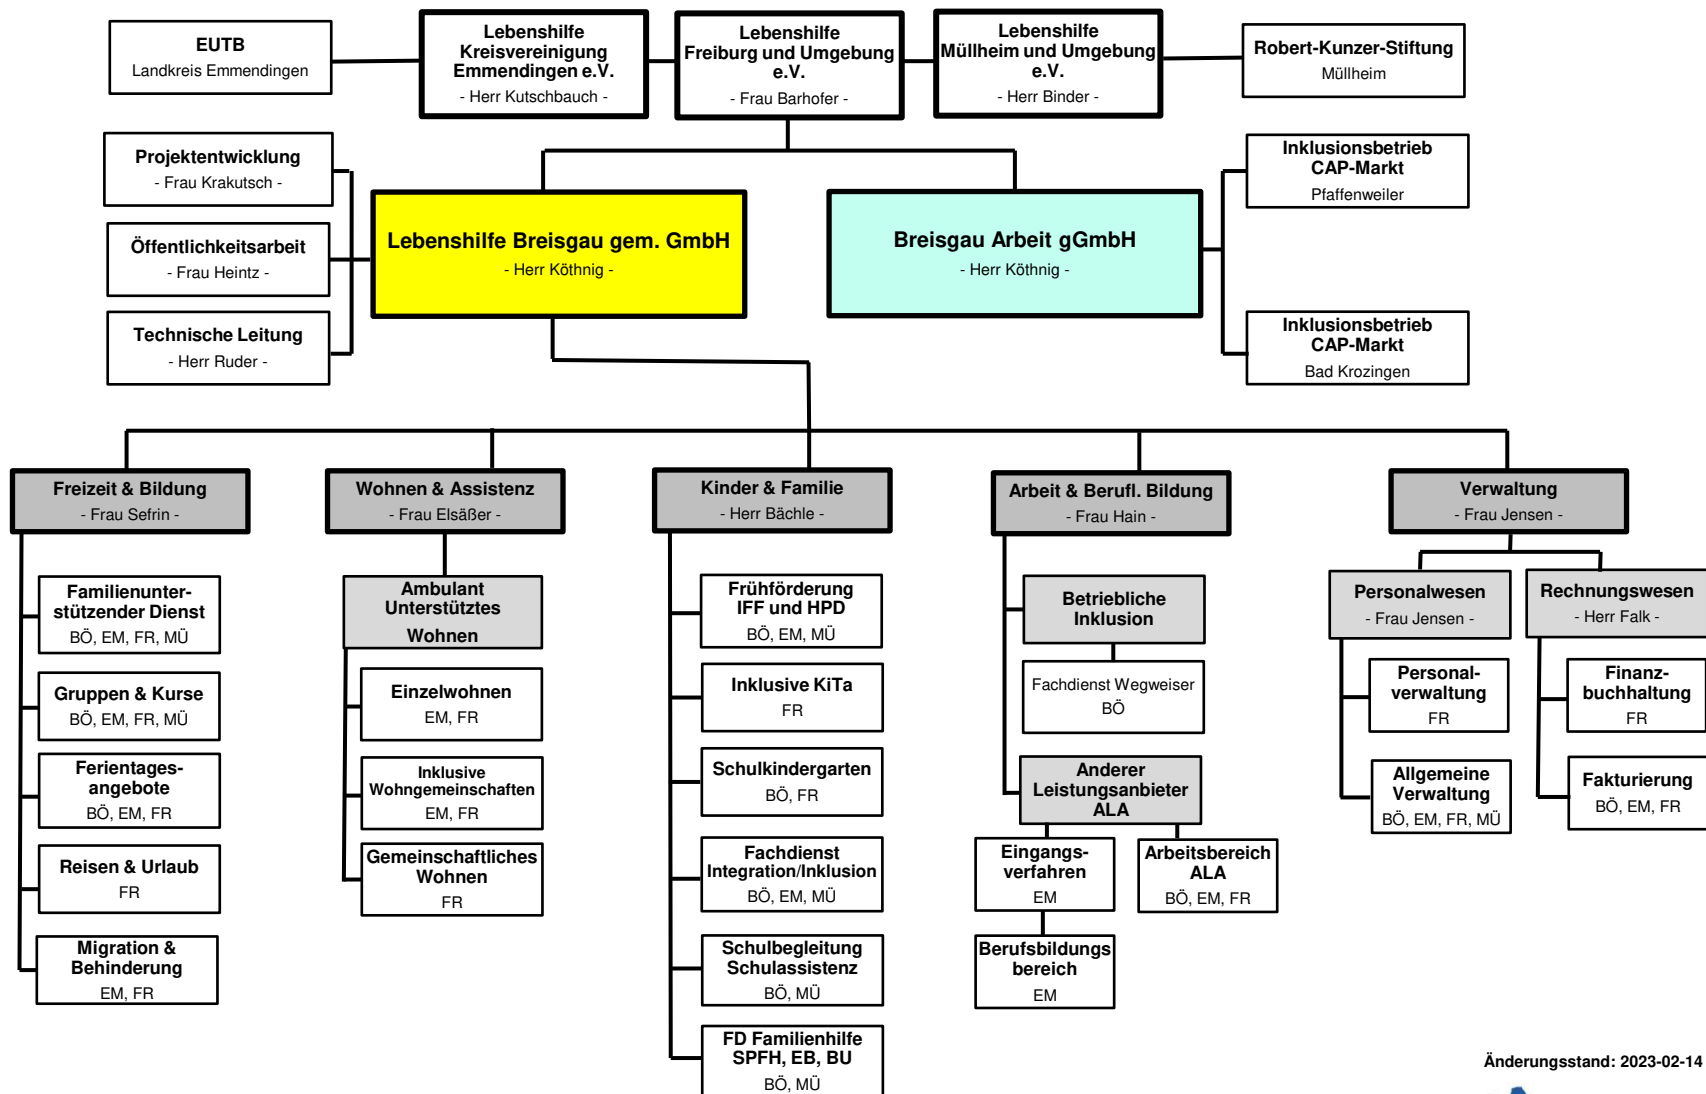 EUTB
Landkreis Emmendingen
Lebenshilfe
Kreisvereinigung
Emmendingen e.V.
- Herr Kutschbauch -
Lebenshilfe
Freiburg und Umgebung
e.V.
- Frau Barhofer -
Lebenshilfe
Müllheim und Umgebung
e.V.
- Herr Binder -
Robert-Kunzer-Stiftung
Müllheim
Projektentwicklung
- Frau Krakutsch -
Öffentlichkeitsarbeit
- Frau Heintz -
Technische Leitung
- Herr Ruder -
Lebenshilfe Breisgau gem. GmbH
- Herr Köthnig -
Breisgau Arbeit gGmbH
- Herr Köthnig -
Inklusionsbetrieb
CAP-Markt
Pfaffenweiler
Inklusionsbetrieb
CAP-Markt
Bad Krozingen
Freizeit & Bildung
- Frau Sefrin -
Familienunter-
stützender Dienst
BÖ, EM, FR, MÜ
Gruppen & Kurse
BÖ, EM, FR, MÜ
Ferientages-
angebote
BÖ, EM, FR
Reisen & Urlaub
FR
Migration &
Behinderung
EM, FR
Wohnen & Assistenz
- Frau Elsäßer -
Ambulant
Unterstütztes
Wohnen
Einzelwohnen
EM, FR
Inklusive
Wohngemeinschaften
EM, FR
Gemeinschaftliches
Wohnen
FR
Kinder & Familie
- Herr Bächle -
Frühförderung
IFF und HPD
BÖ, EM, MÜ
Inklusive KiTa
FR
Schulkindergarten
BÖ, FR
Fachdienst
Integration/Inklusion
BÖ, EM, MÜ
Schulbegleitung
Schulassistenz
BÖ, MÜ
FD Familienhilfe
SPFH, EB, BU
BÖ, MÜ
Arbeit & Berufl. Bildung
- Frau Hain -
Betriebliche
Inklusion
Fachdienst Wegweiser
BÖ
Anderer
Leistungsanbieter
ALA
Eingangs-
verfahren
EM
Berufsbildungs
bereich
EM
Arbeitsbereich
ALA
BÖ, EM, FR
Verwaltung
- Frau Jensen -
Personalwesen
- Frau Jensen -
Personal-
verwaltung
FR
Allgemeine
Verwaltung
BÖ, EM, FR, MÜ
Rechnungswesen
- Herr Falk -
Finanz-
buchhaltung
FR
Fakturierung
BÖ, EM, FR
Änderungsstand: 2023-02-14